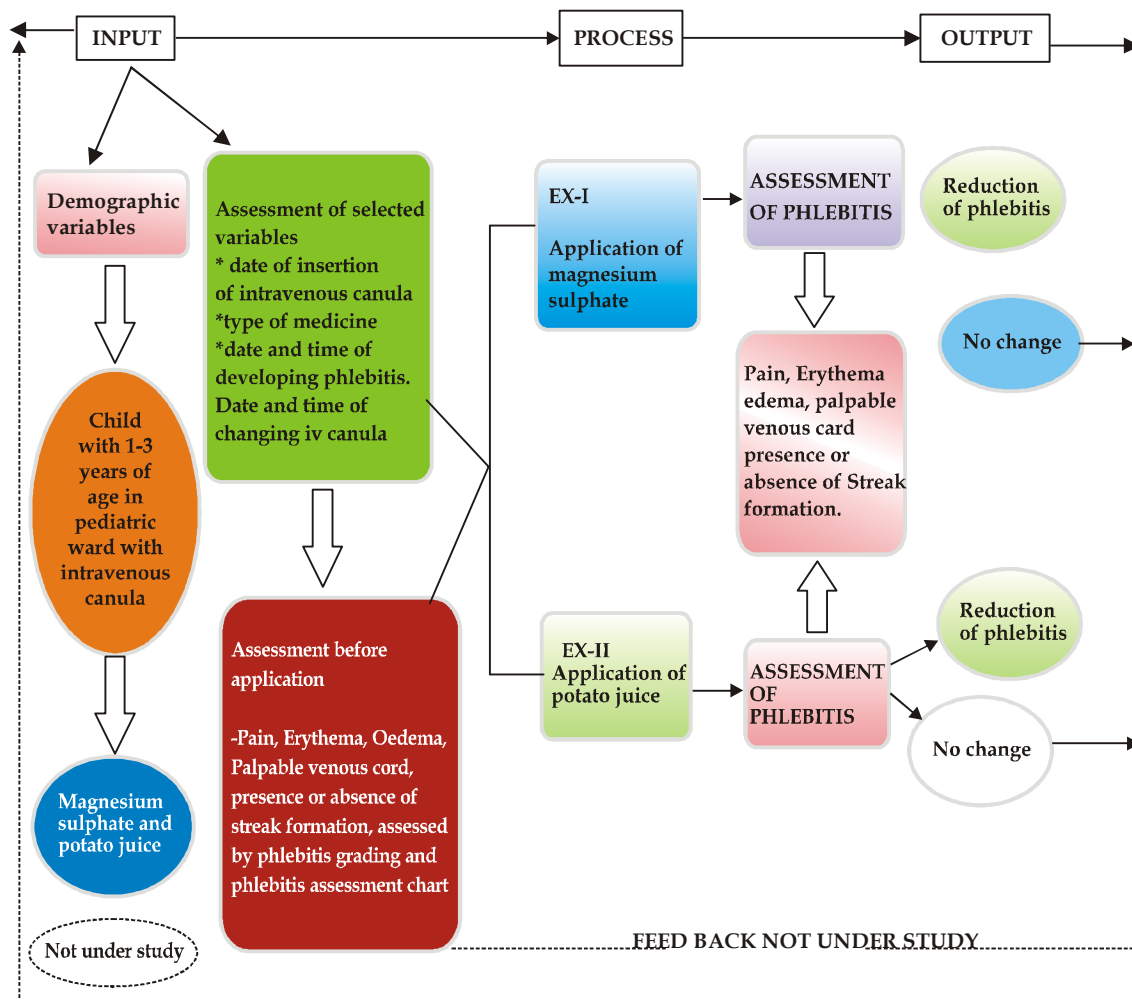 INPUT
PROCESS
OUTPUT
Demographic
variables
Child
with 1-3
years of
age in
pediatric
ward with
intravenous
canula
Magnesium
sulphate and
potato juice
Not under study
Assessment of selected
variables
* date of insertion
of intravenous canula
*type of medicine
*date and time of
developing phlebitis.
Date and time of
changing iv canula
Assessment before
application
-Pain, Erythema, Oedema,
Palpable venous cord,
presence or absence of
streak formation, assessed
by phlebitis grading and
phlebitis assessment chart
EX-I
Application of
magnesium
sulphate
EX-II
Application of
potato juice
ASSESSMENT
OF PHLEBITIS
Pain, Erythema
edema, palpable
venous card
presence or
absence of Streak
formation.
ASSESSMENT
OF
PHLEBITIS
Reduction
of phlebitis
No change
Reduction
of phlebitis
No change
FEED BACK NOT UNDER STUDY